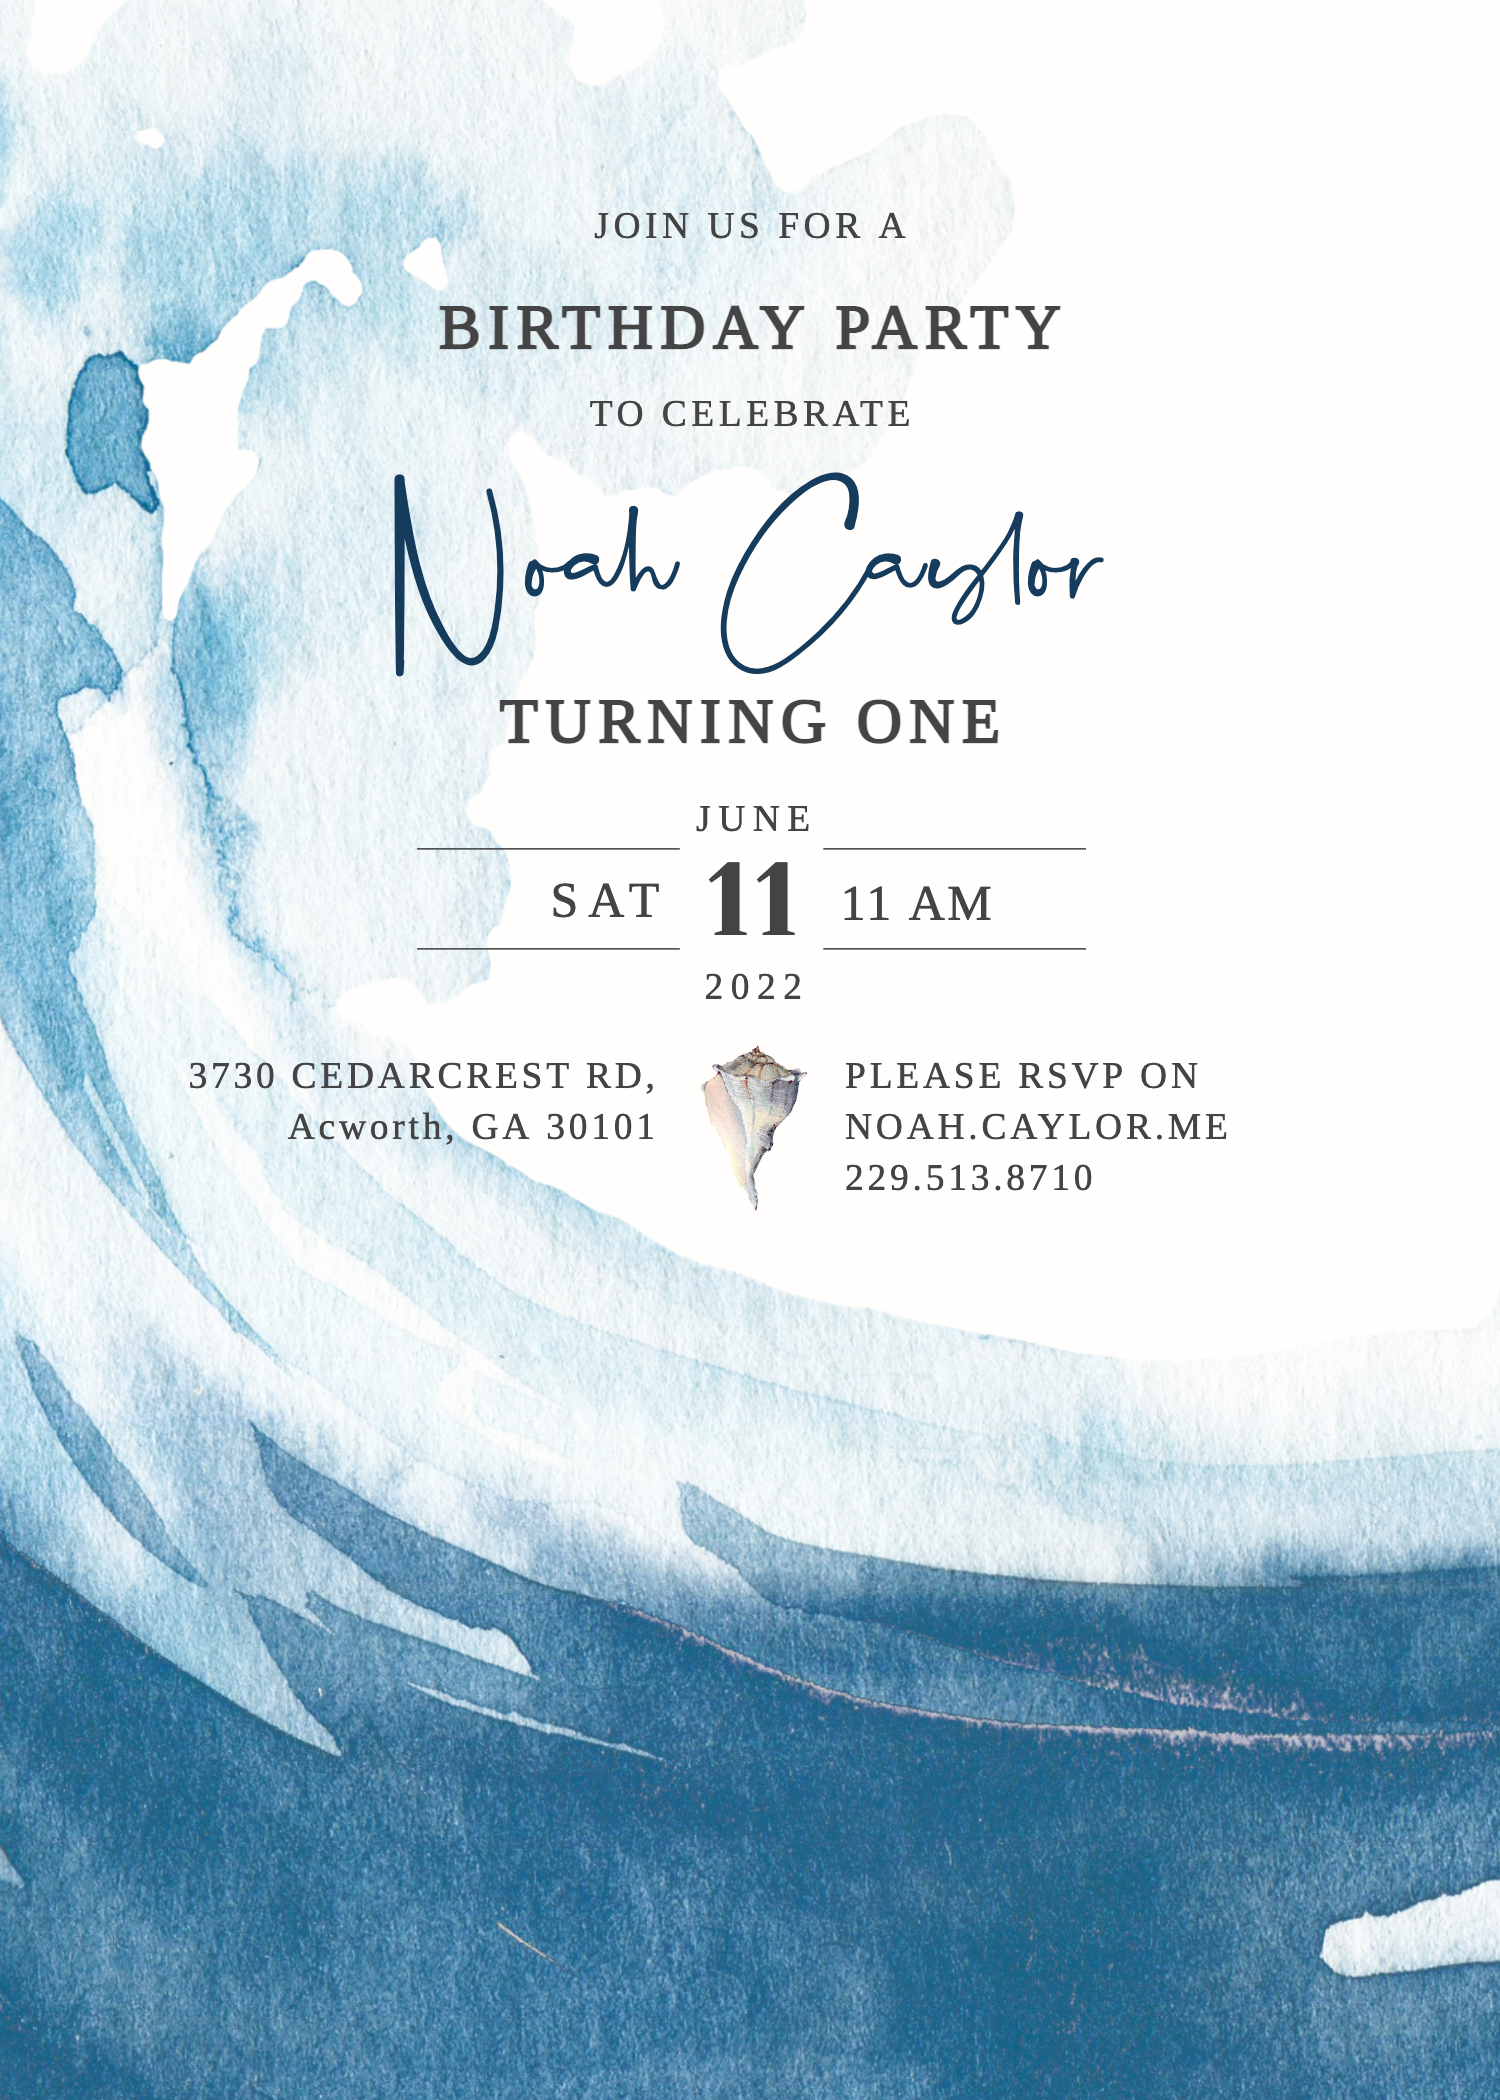 JOIN US FOR A
BIRTHDAY PARTY
TO CELEBRATE
Noah Caylor
TURNING ONE
JUNE
SAT 11 11 AM
2022
3730 CEDARCREST RD,
Acworth, GA 30101
PLEASE RSVP ON
NOAH.CAYLOR.ME
229.513.8710